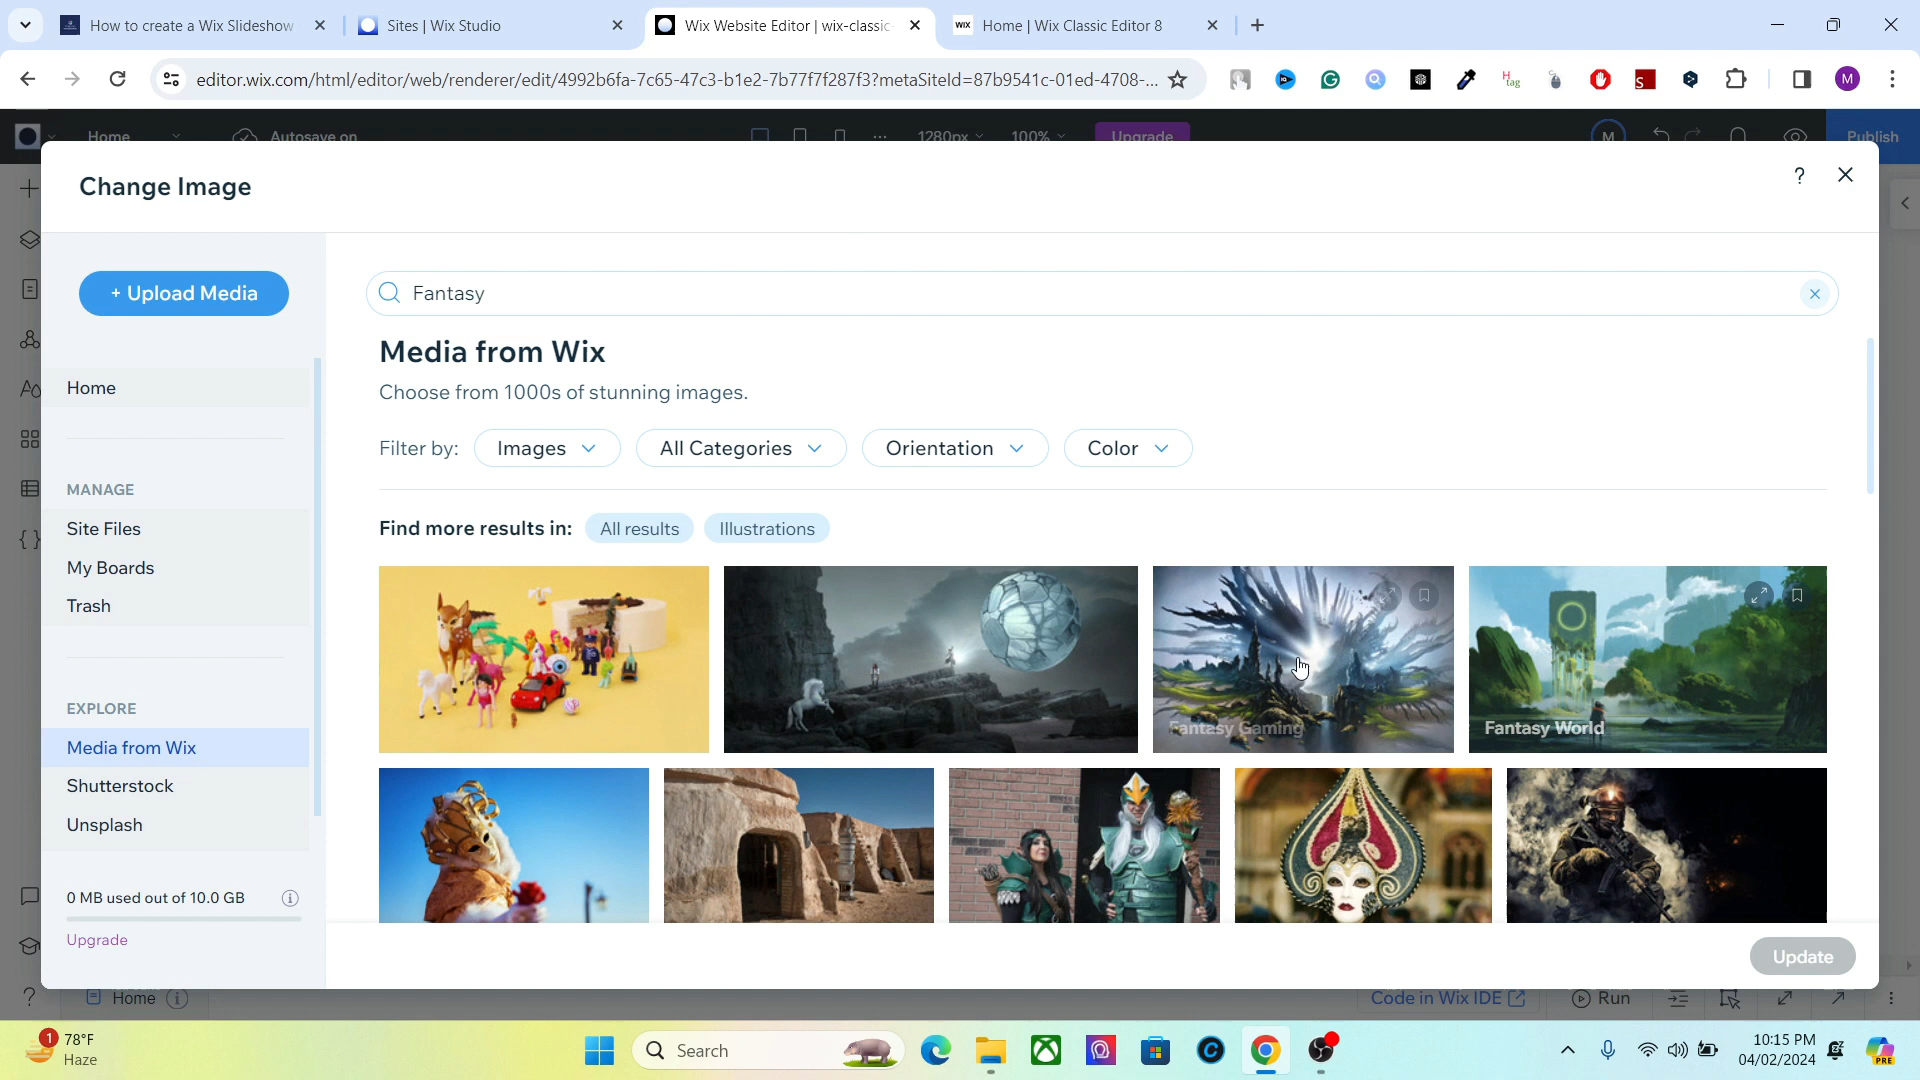 How to create a Wix Slideshow
Sites | Wix Studio
Wix Website Editor | wix-classic
WIX
Home | Wix Classic Editor 8
editor.wix.com/html/editor/web/renderer/edit/4992b6fa-7c65-47c3-b1e2-7b77f7f287f3?metaSiteId=87b9541c-01ed-4708-...
H
tag
M
Home
Autosave on
1280px
100%
Upgrade
M
Publish
Change Image
?
+ Upload Media
Fantasy
Media from Wix
Choose from 1000s of stunning images.
Home
Filter by:
Images
All Categories
Orientation
Color
MANAGE
Site Files
My Boards
Trash
Find more results in:
All results
Illustrations
EXPLORE
Media from Wix
Shutterstock
Unsplash
Fantasy Gaming
Fantasy World
0 MB used out of 10.0 GB
Upgrade
Update
?
Home
Code in Wix IDE
Run
1
78°F
Haze
Search
10:15 PM
04/02/2024
PRE